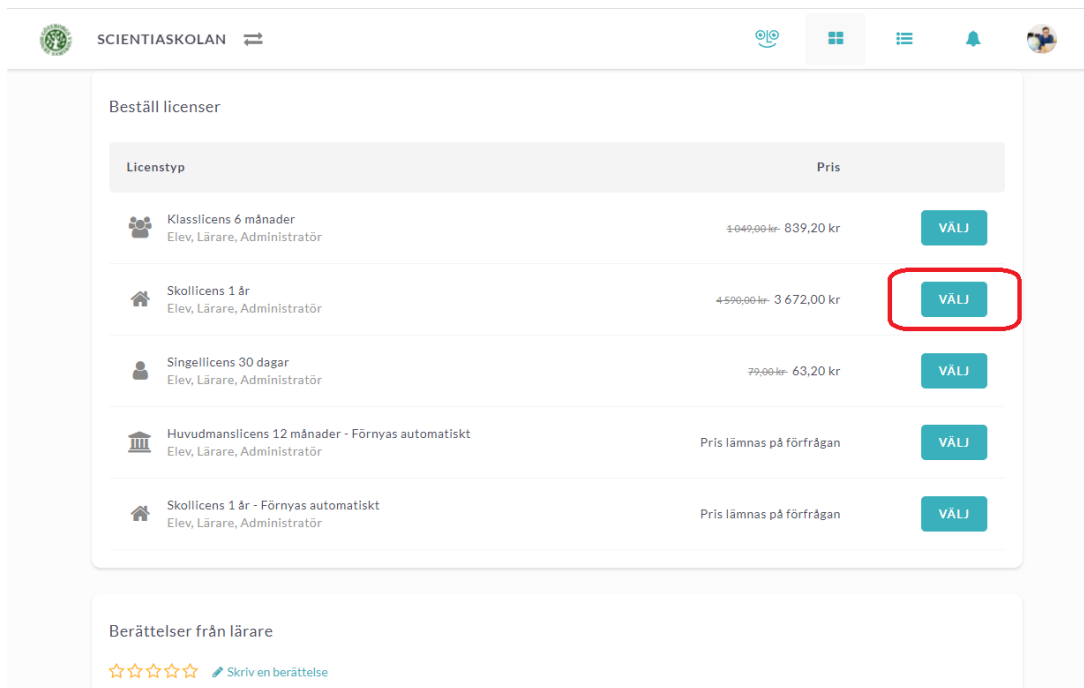 SCIENTIASKOLAN
Beställ licenser
Licenstyp Pris
Klasslicens 6 månader
Elev, Lärare, Administratör
1 049,00 kr 839,20 kr VÄLJ
Skollicens 1 år
Elev, Lärare, Administratör
4 590,00 kr 3 672,00 kr VÄLJ
Singellicens 30 dagar
Elev, Lärare, Administratör
79,00 kr 63,20 kr VÄLJ
Huvudmanslicens 12 månader - Förnyas automatiskt
Elev, Lärare, Administratör
Pris lämnas på förfrågan VÄLJ
Skollicens 1 år - Förnyas automatiskt
Elev, Lärare, Administratör
Pris lämnas på förfrågan VÄLJ
Berättelser från lärare
Skriv en berättelse